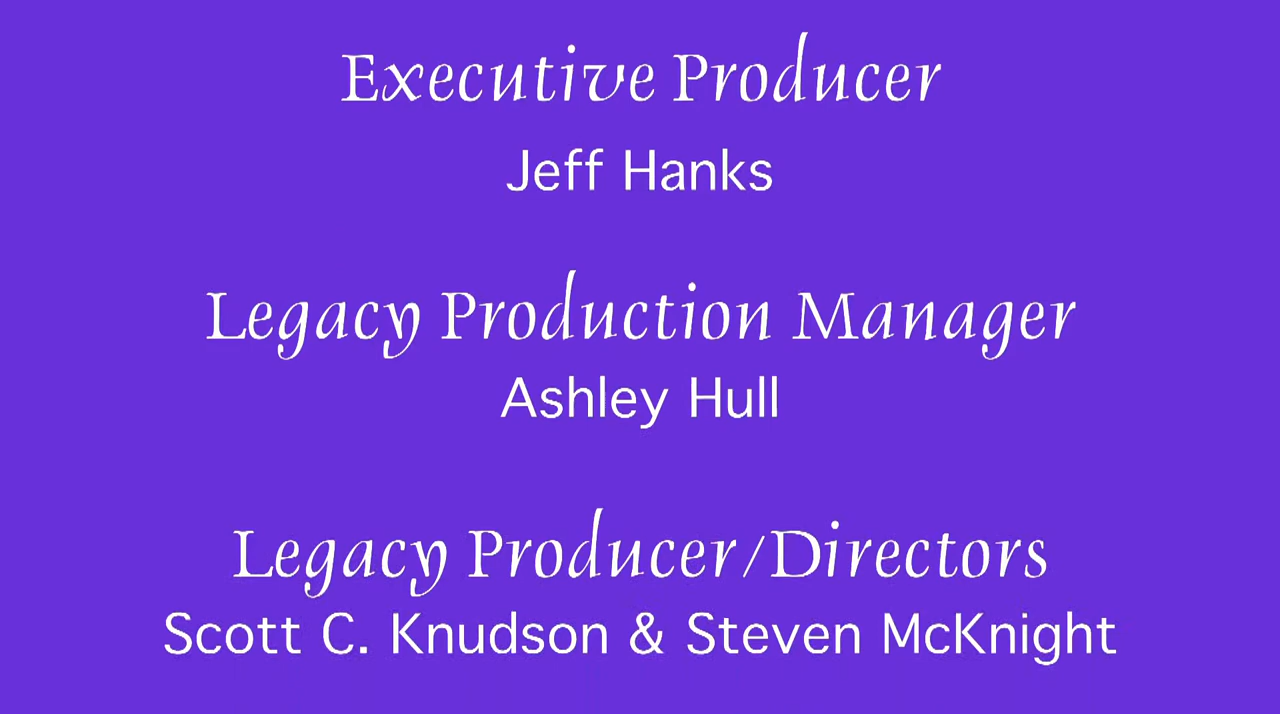 Executive Producer
Jeff Hanks
Legacy Production Manager
Ashley Hull
Legacy Producer/Directors
Scott C. Knudson & Steven McKnight